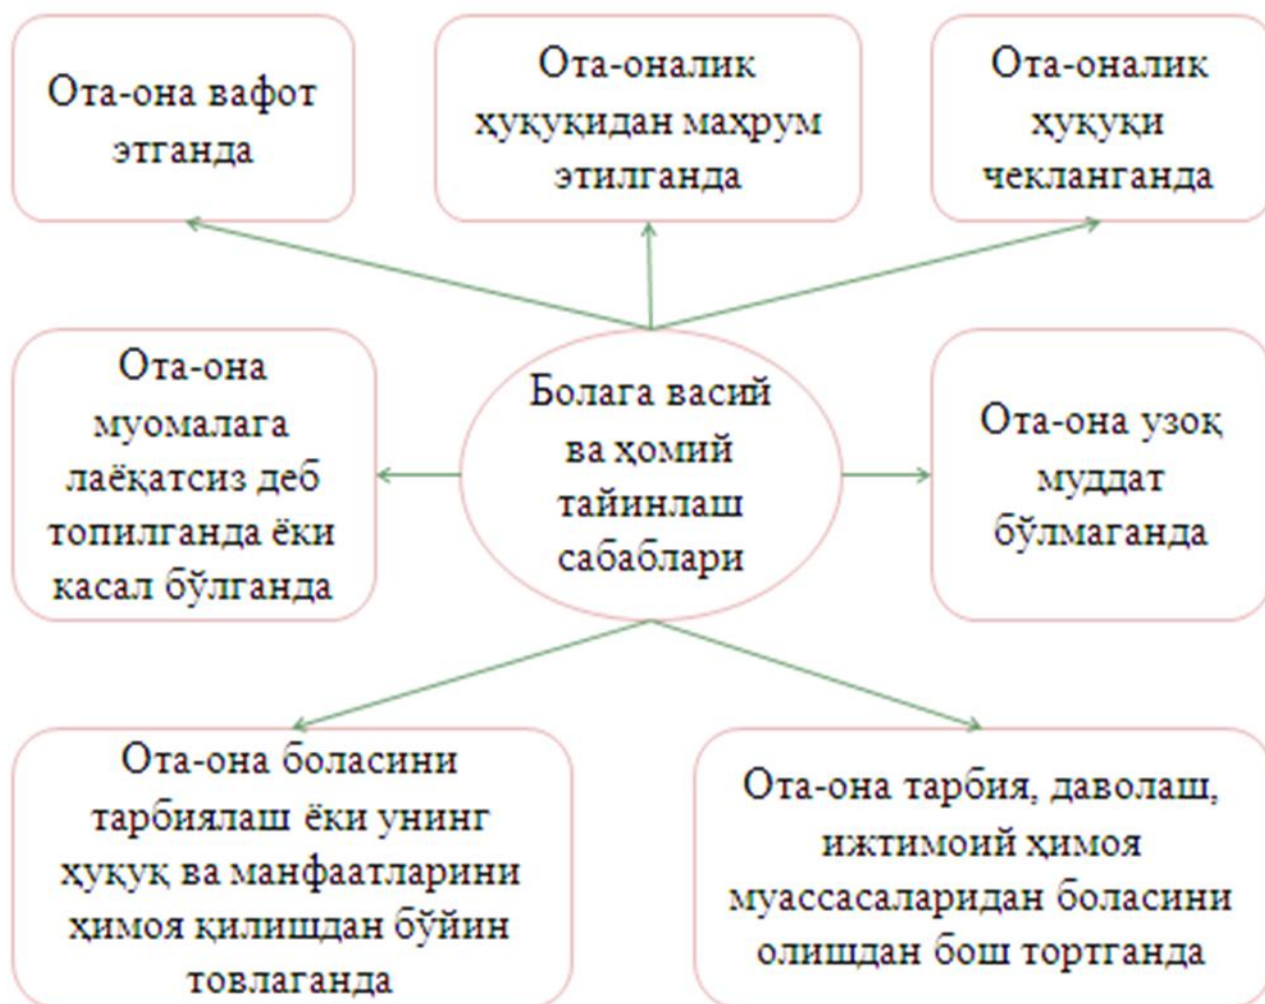 Ота-она вафот
этганда
Ота-оналик
ҳуқуқидан маҳрум
этилганда
Ота-оналик
ҳуқуқи
чекланганда
Ота-она
муомалага
лаёқатсиз деб
топилганда ёки
касал бўлганда
Болага васий
ва ҳомий
тайинлаш
сабаблари
Ота-она узоқ
муддат
бўлмаганда
Ота-она боласини
тарбиялаш ёки унинг
ҳуқуқ ва манфаатларини
ҳимоя қилишдан бўйин
товлаганда
Ота-она тарбия, даволаш,
ижтимоий ҳимоя
муассасаларидан боласини
олишдан бош тортганда